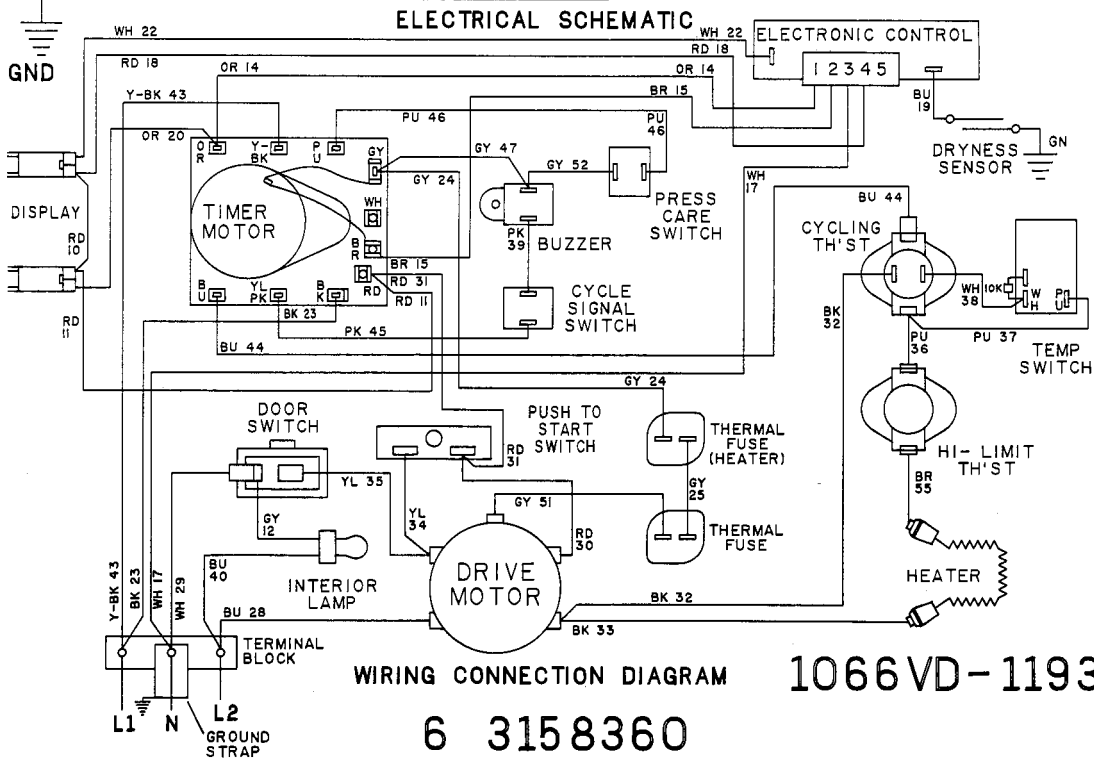 ELECTRICAL SCHEMATIC
WH 22
WH 22
ELECTRONIC CONTROL
RD 18
RD 18
GND
OR 14
OR 14
1 2 3 4 5
Y-BK 43
BR 15
BU
19
PU 46
PU
46
OR 20
O
R
Y-
BK
P
U
GY
GY 47
GY 52
GN
DRYNESS
SENSOR
GY 24
WH
17
DISPLAY
TIMER
MOTOR
WH
PRESS
CARE
SWITCH
BU 44
RD
10
B
R
PK
39
BUZZER
CYCLING
TH'ST
BR 15
RD 31
RD
RD 11
B
U
YL
PK
B
K
CYCLE
SIGNAL
SWITCH
WH
38
10K
W
H
P
U
RD
11
BK 23
BK
32
PK 45
PU
36
PU 37
BU 44
TEMP
SWITCH
GY 24
DOOR
SWITCH
PUSH TO
START
SWITCH
THERMAL
FUSE
(HEATER)
RD
31
HI- LIMIT
TH'ST
YL 35
GY
25
BR
55
GY 51
GY
12
YL
34
RD
30
THERMAL
FUSE
BU
40
INTERIOR
LAMP
DRIVE
MOTOR
HEATER
Y-BK 43
BK 23
WH 17
WH 29
BU 28
BK 32
BK 33
TERMINAL
BLOCK
WIRING CONNECTION DIAGRAM
1066VD-1193
L1
N
L2
GROUND
STRAP
6 3158360